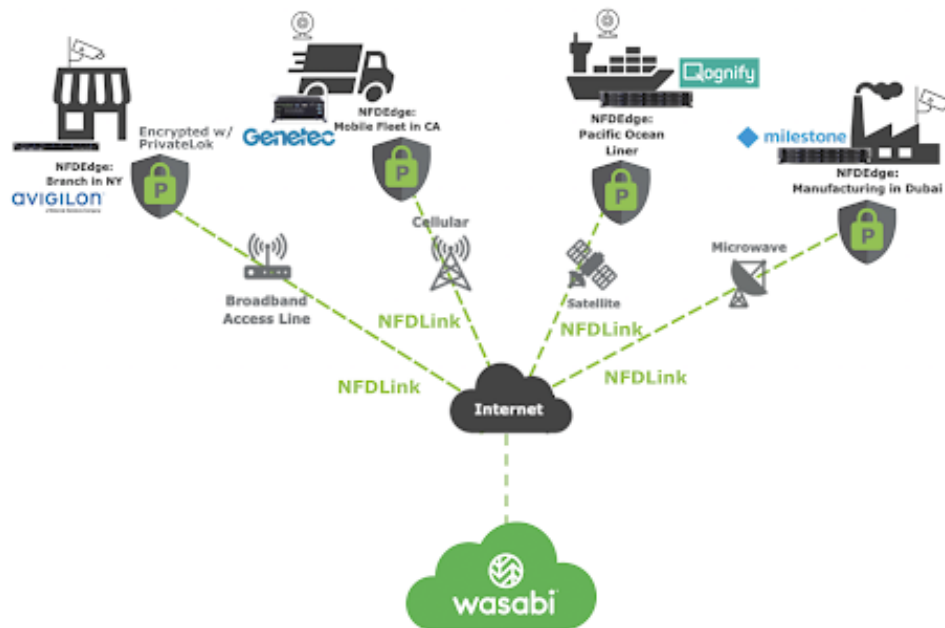 Qognify
Encrypted w/
PrivateLok
NFDEdge:
Branch in NY
AVIGILON
NFDEdge:
Mobile Fleet in CA
Genetec
NFDEdge:
Pacific Ocean
Liner
milestone
NFDEdge:
Manufacturing in Dubai
P
P
P
P
Cellular
Microwave
Broadband
Access Line
Satellite
NFDLink
NFDLink
NFDLink
NFDLink
Internet
wasabi